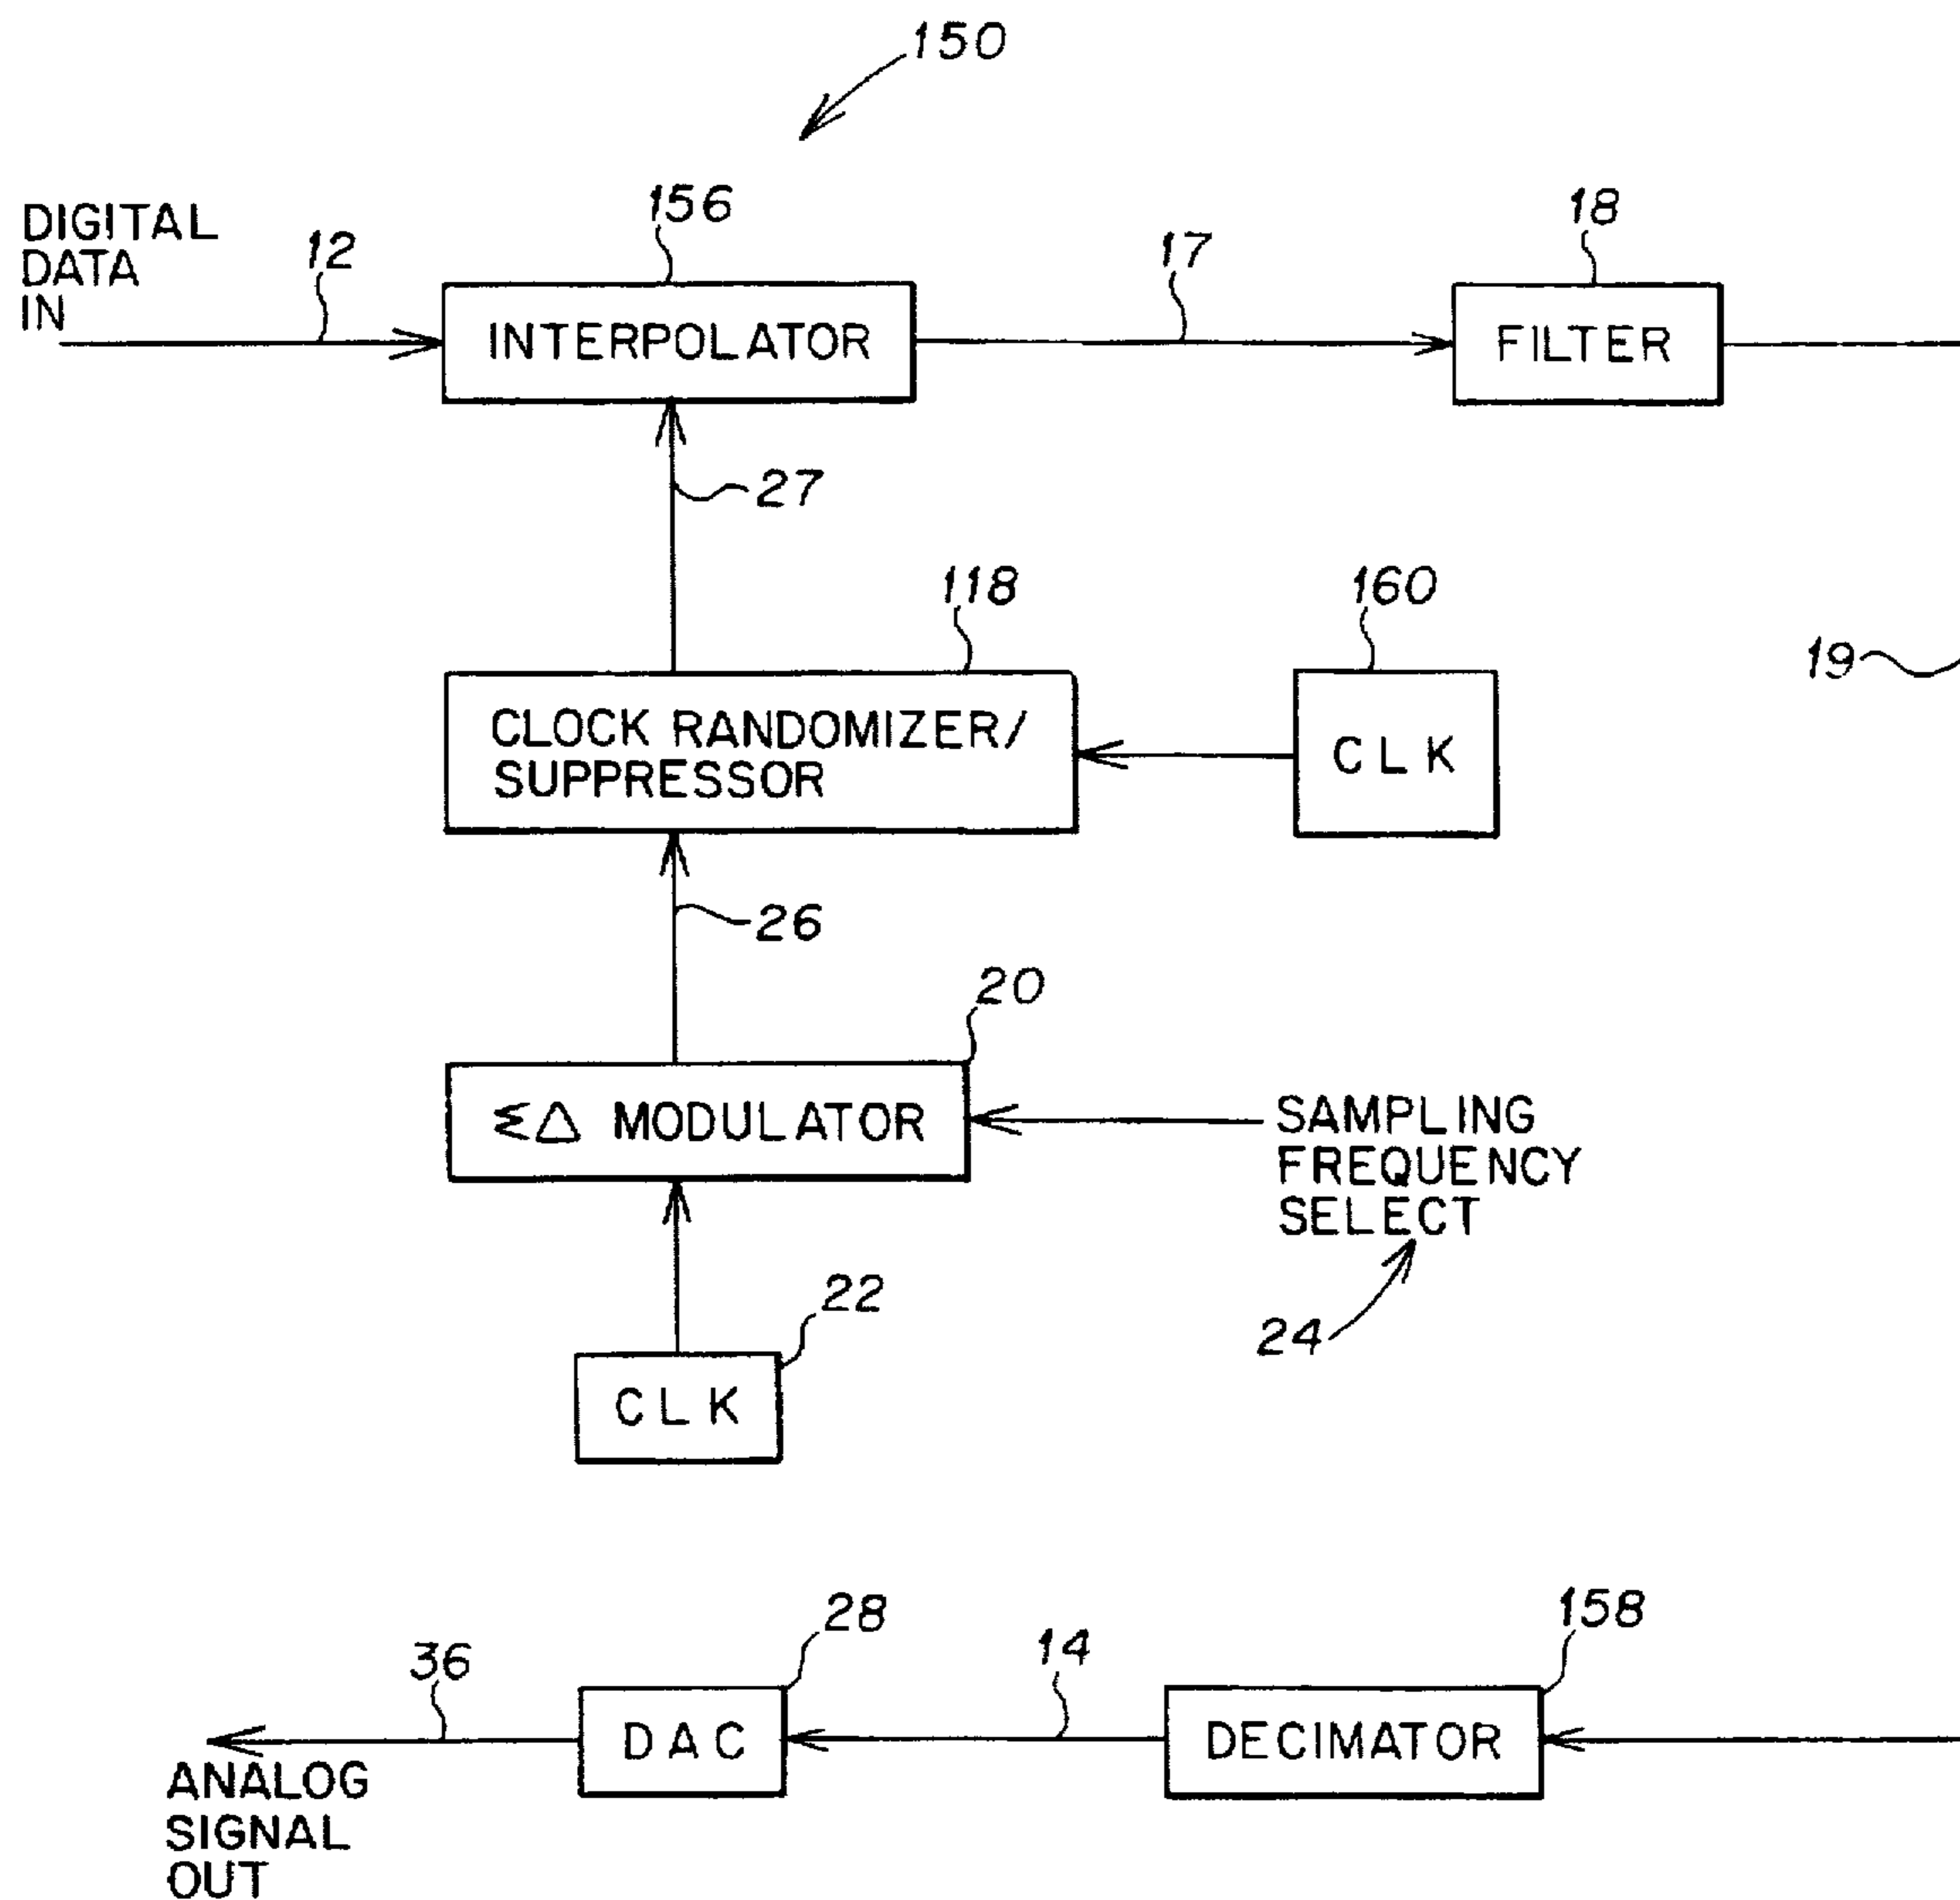 150
DIGITAL
DATA
IN
12
156
INTERPOLATOR
17
18
FILTER
27
118
CLOCK RANDOMIZER/
SUPPRESSOR
160
CLK
19
26
20
ΣΔ MODULATOR
SAMPLING
FREQUENCY
SELECT
24
22
CLK
36
ANALOG
SIGNAL
OUT
28
DAC
14
158
DECIMATOR